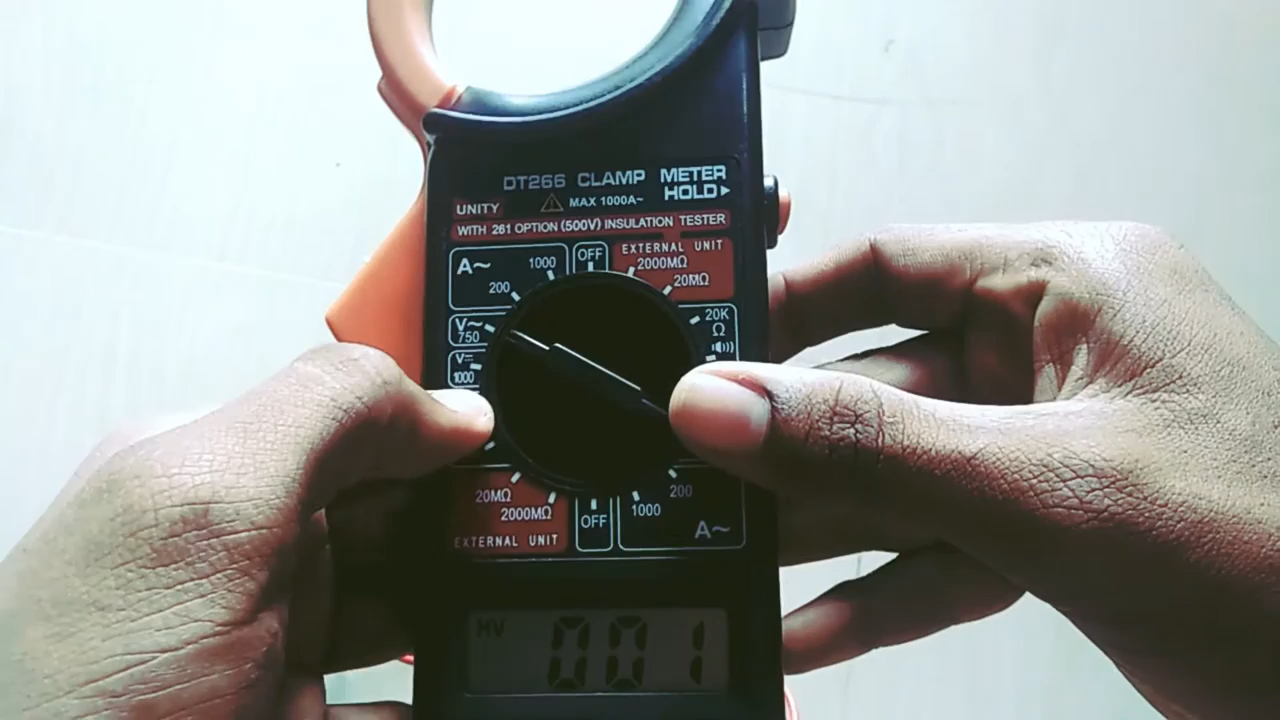 DT266 CLAMP METER
HOLD►
UNITY
⚠ MAX 1000A~
WITH 261 OPTION (500V) INSULATION TESTER
A~ 1000
200
OFF
EXTERNAL UNIT
2000MΩ
20MΩ
V~
750
20K
Ω
V⎓
1000
20MΩ
2000MΩ
EXTERNAL UNIT
OFF
200
1000
A~
HV
001